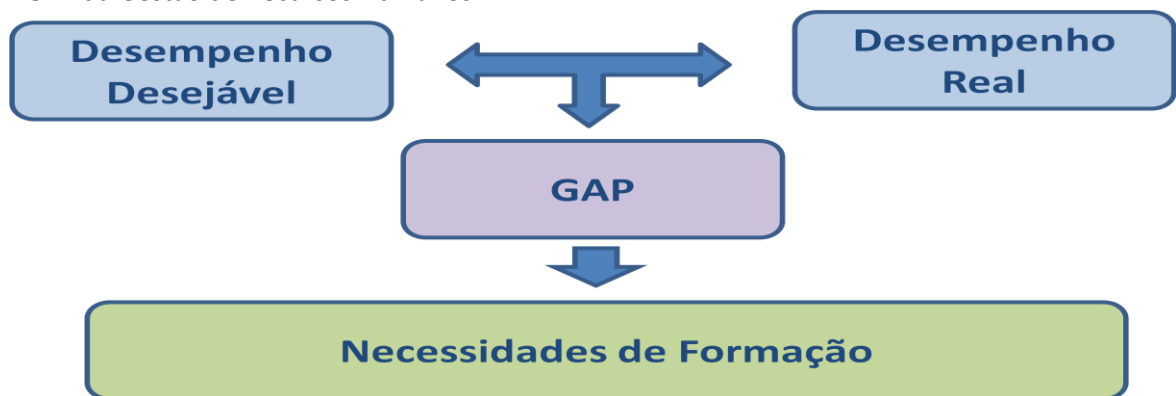 Desempenho
Desejável
Desempenho
Real
GAP
Necessidades de Formação